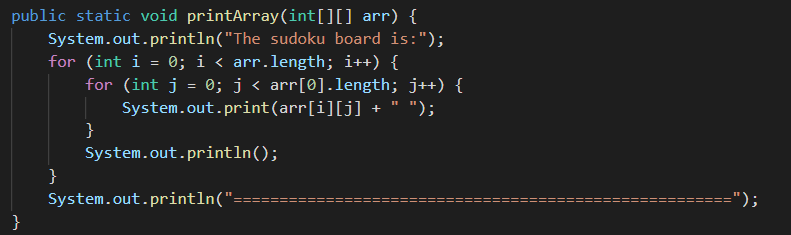 public static void printArray(int[][] arr) {
    System.out.println("The sudoku board is:");
    for (int i = 0; i < arr.length; i++) {
        for (int j = 0; j < arr[0].length; j++) {
            System.out.print(arr[i][j] + " ");
        }
        System.out.println();
    }
    System.out.println("======================================================");
}